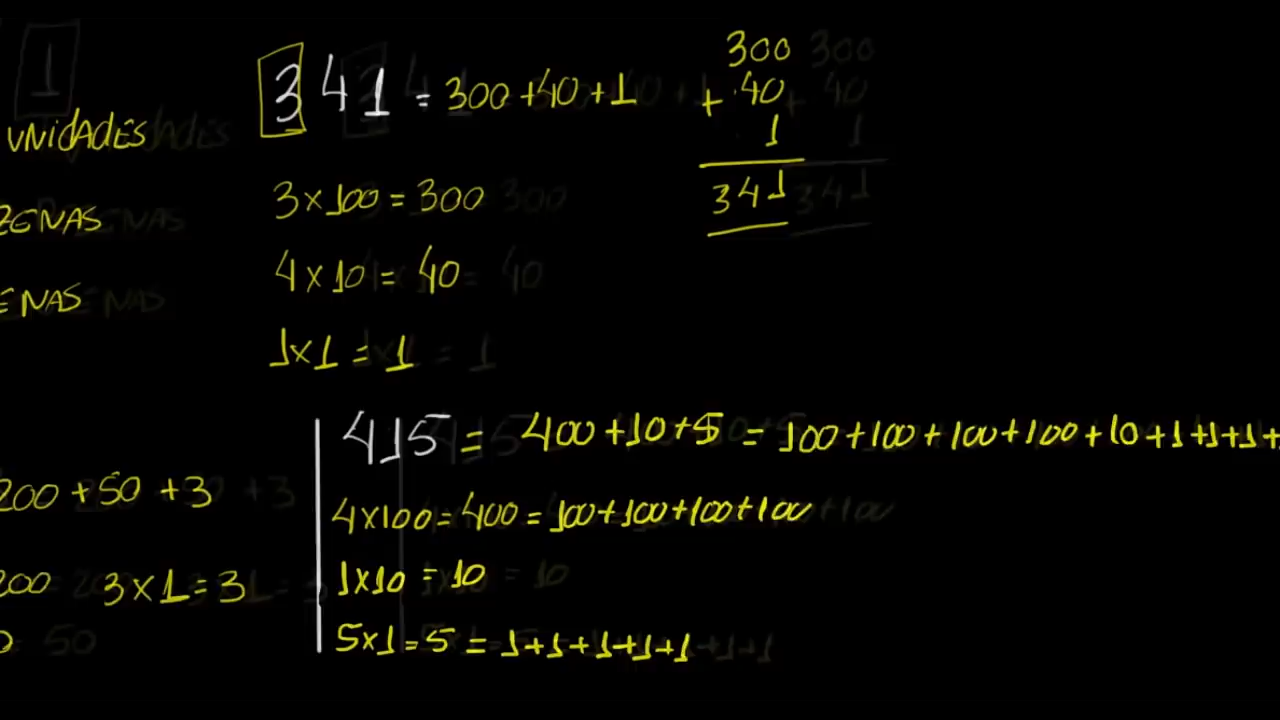 1
UNIDADES
ZENAS
ENAS
200 + 50 + 3
200 3 x 1 = 3
341 = 300 + 40 + 1
3 x 100 = 300
4 x 10 = 40
1 x 1 = 1
300
+ 40
1
341
415 = 400 + 10 + 5 = 100 + 100 + 100 + 100 + 10 + 1 + 1 + 1 +
4 x 100 = 400 = 100 + 100 + 100 + 100
1 x 10 = 10
5 x 1 = 5 = 1 + 1 + 1 + 1 + 1